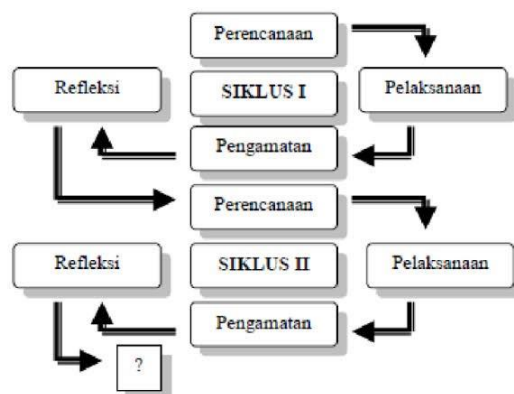 Perencanaan
Refleksi
SIKLUS I
Pelaksanaan
Pengamatan
Perencanaan
Refleksi
SIKLUS II
Pelaksanaan
Pengamatan
?